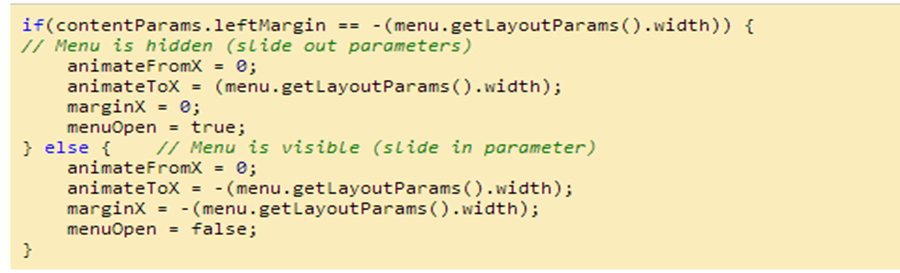 if(contentParams.leftMargin == -(menu.getLayoutParams().width)) {
// Menu is hidden (slide out parameters)
    animateFromX = 0;
    animateToX = (menu.getLayoutParams().width);
    marginX = 0;
    menuOpen = true;
} else {    // Menu is visible (slide in parameter)
    animateFromX = 0;
    animateToX = -(menu.getLayoutParams().width);
    marginX = -(menu.getLayoutParams().width);
    menuOpen = false;
}